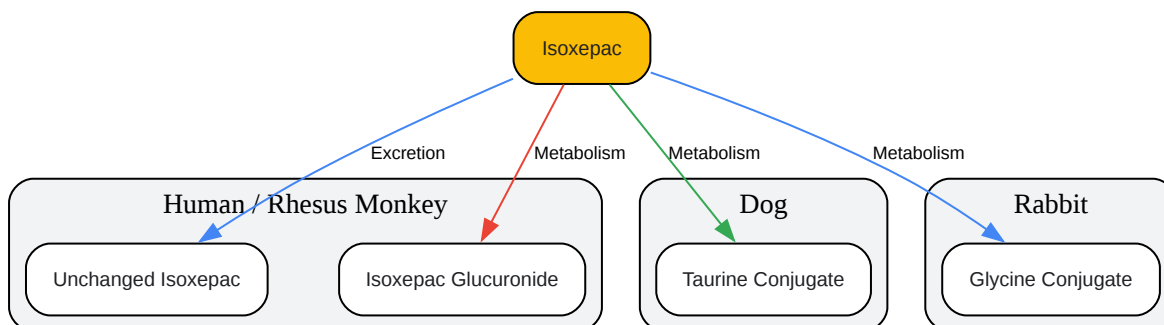 Isoxepac
Excretion
Metabolism
Metabolism
Metabolism
Human / Rhesus Monkey
Dog
Rabbit
Unchanged Isoxepac
Isoxepac Glucuronide
Taurine Conjugate
Glycine Conjugate